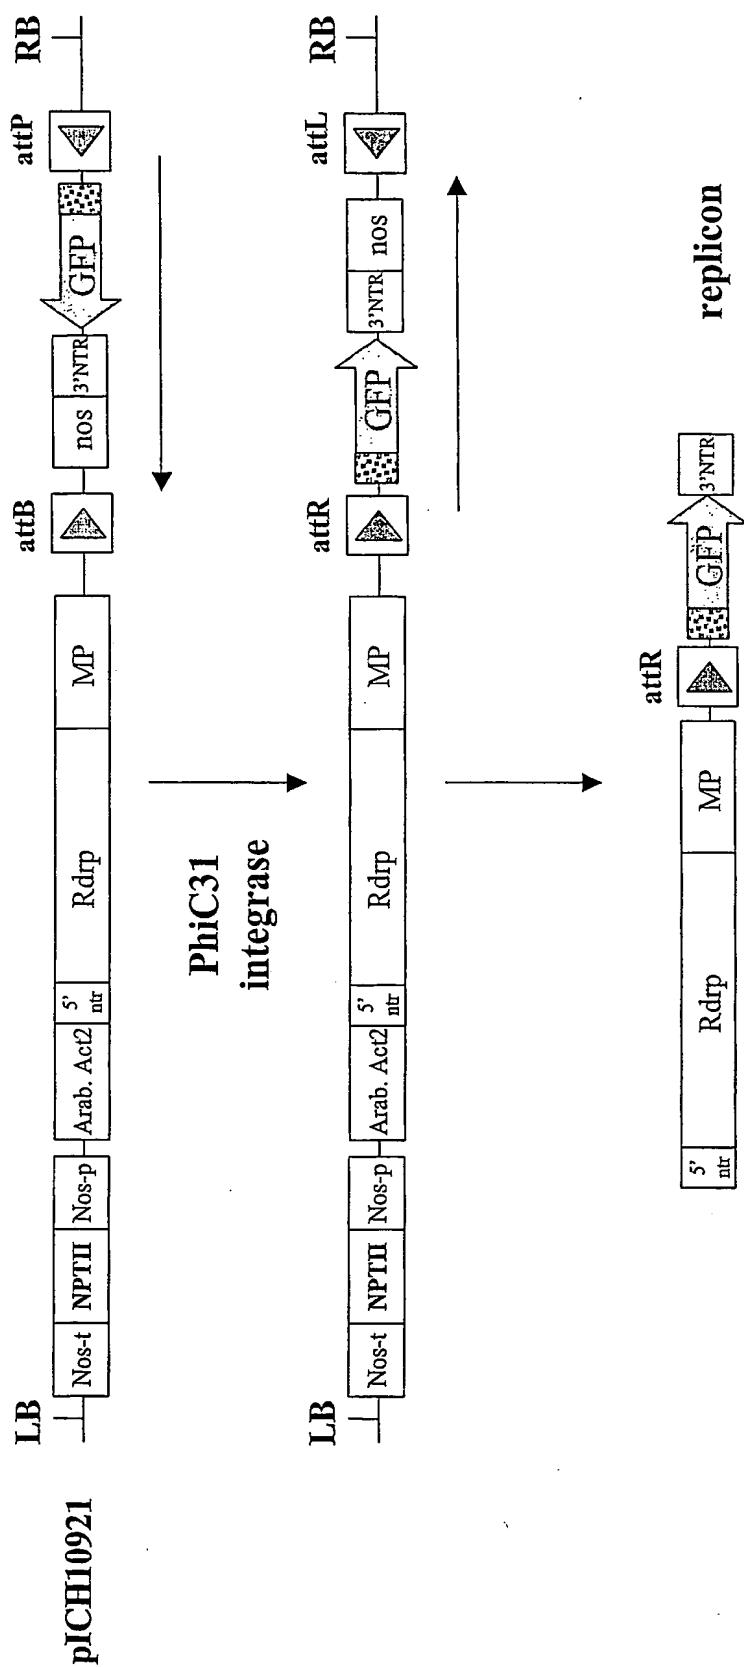 pICH10921
LB
Nos-t
NPTII
Nos-p
Arab. Act2
5'
ntr
Rdrp
MP
attB
nos
3'NTR
GFP
attP
RB
PhiC31
integrase
LB
Nos-t
NPTII
Nos-p
Arab. Act2
5'
ntr
Rdrp
MP
attR
GFP
3'NTR
nos
attL
RB
5'
ntr
Rdrp
MP
attR
GFP
3'NTR
replicon